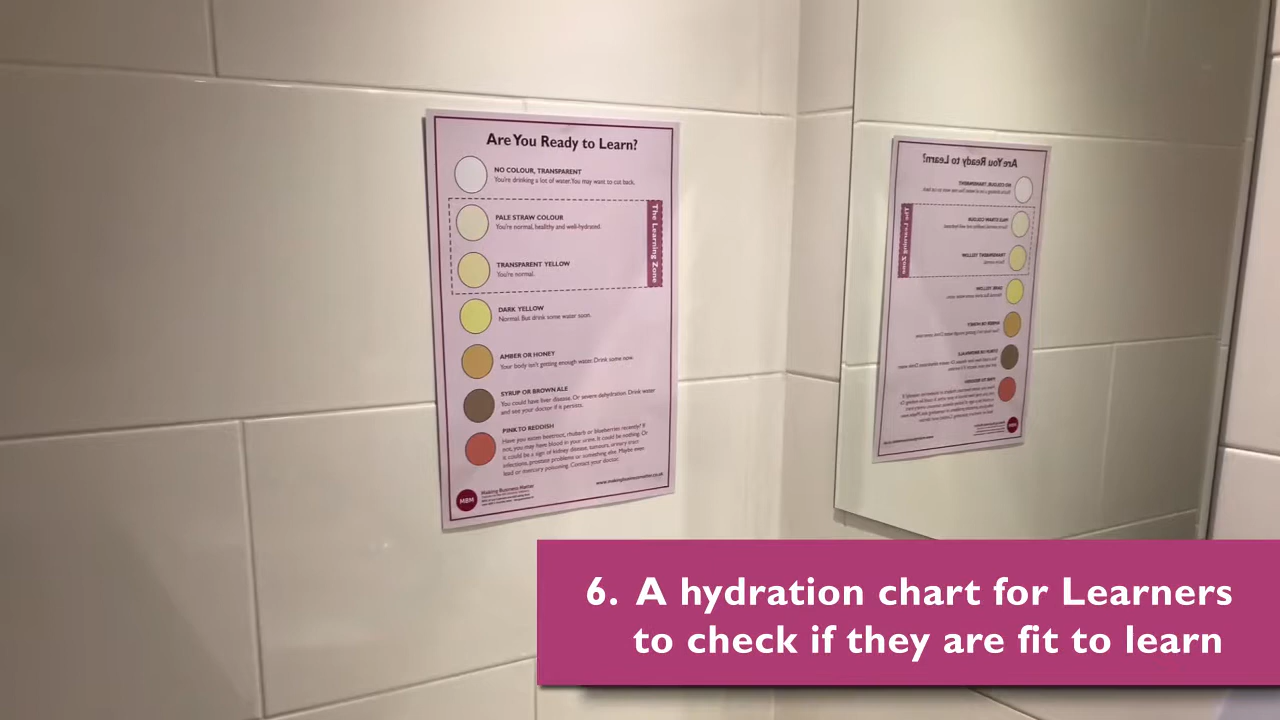 Are You Ready to Learn?
NO COLOUR, TRANSPARENT
You're drinking a lot of water. You may want to cut back.
PALE STRAW COLOUR
You're normal, healthy and well-hydrated.
The Learning Zone
TRANSPARENT YELLOW
You're normal.
DARK YELLOW
Normal. But drink some water soon.
AMBER OR HONEY
Your body isn't getting enough water. Drink some now.
SYRUP OR BROWN ALE
You could have liver disease. Or severe dehydration. Drink water
and see your doctor if it persists.
PINK TO REDDISH
Have you eaten beetroot, rhubarb or blueberries recently? If
not, you may have blood in your urine. It could be nothing. Or
it could be a sign of kidney disease, tumours, urinary tract
infections, prostate problems or something else. Maybe even
lead or mercury poisoning. Contact your doctor.
MBM
Making Business Matter
www.makingbusinessmatter.co.uk
6. A hydration chart for Learners
to check if they are fit to learn